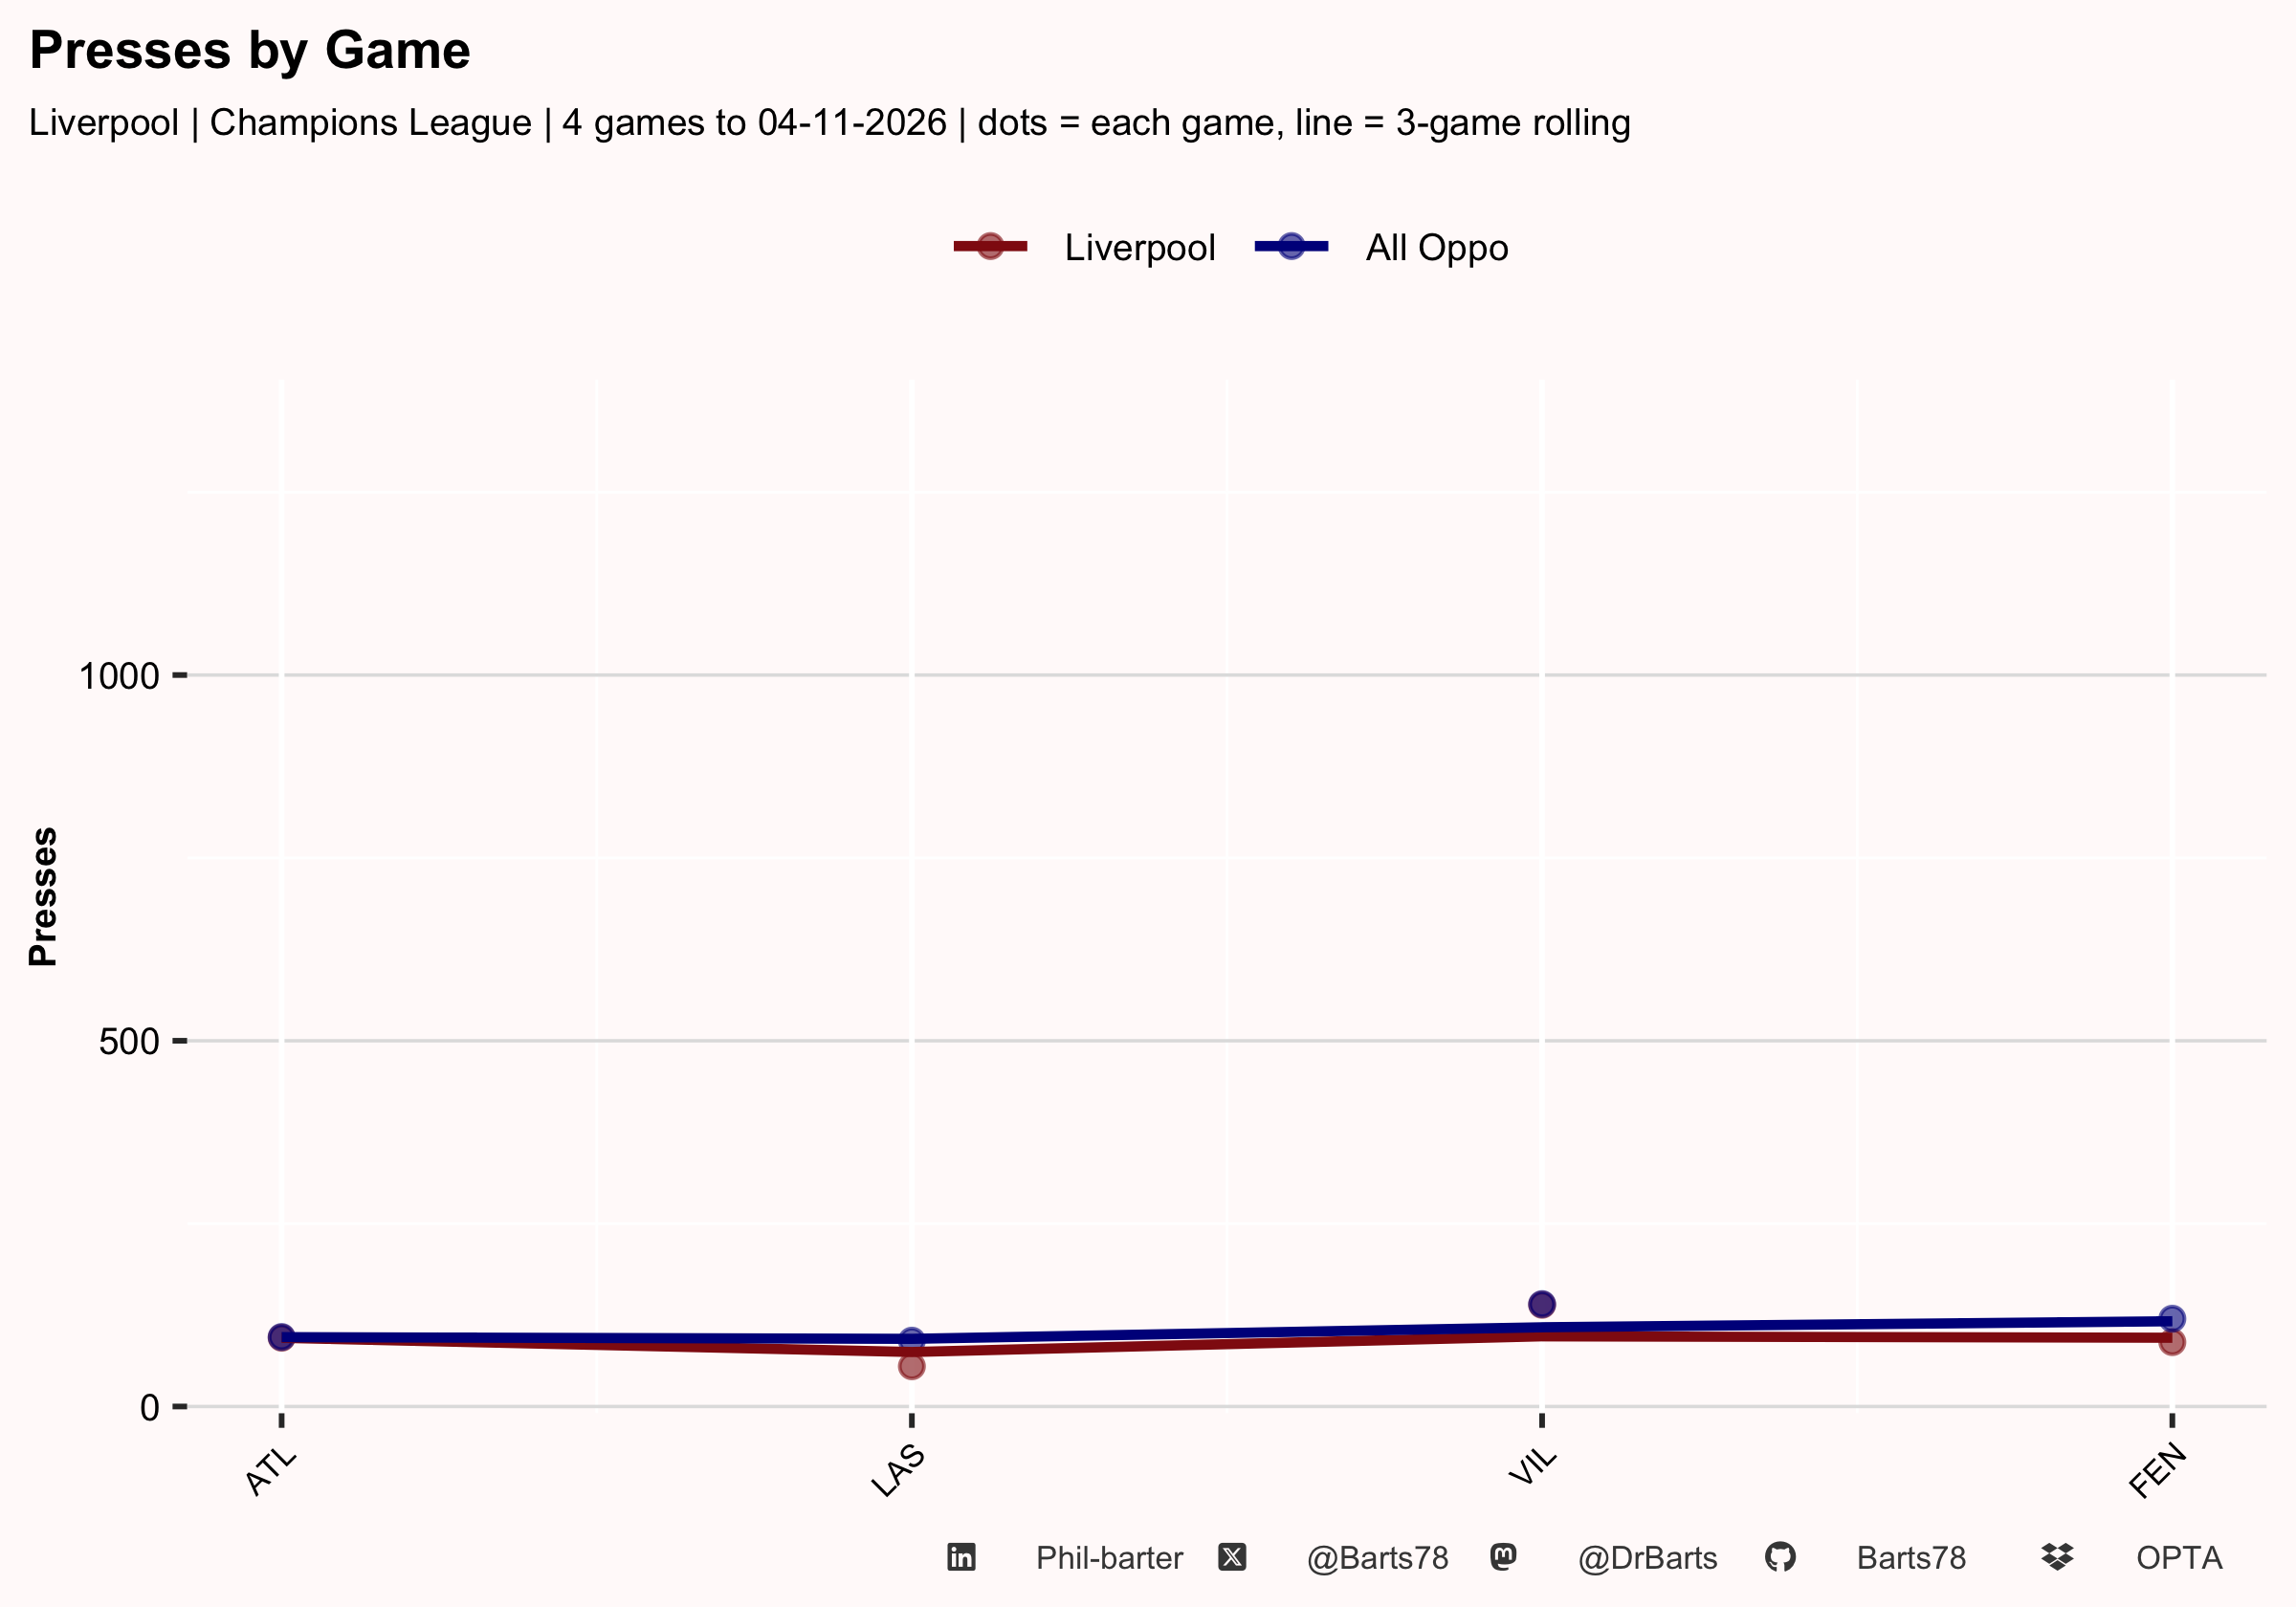 Presses by Game
Liverpool | Champions League | 4 games to 04-11-2026 | dots = each game, line = 3-game rolling
Liverpool All Oppo
Presses
1000
500
0
ATL LAS VIL FEN
Phil-barter @Barts78 @DrBarts Barts78 OPTA